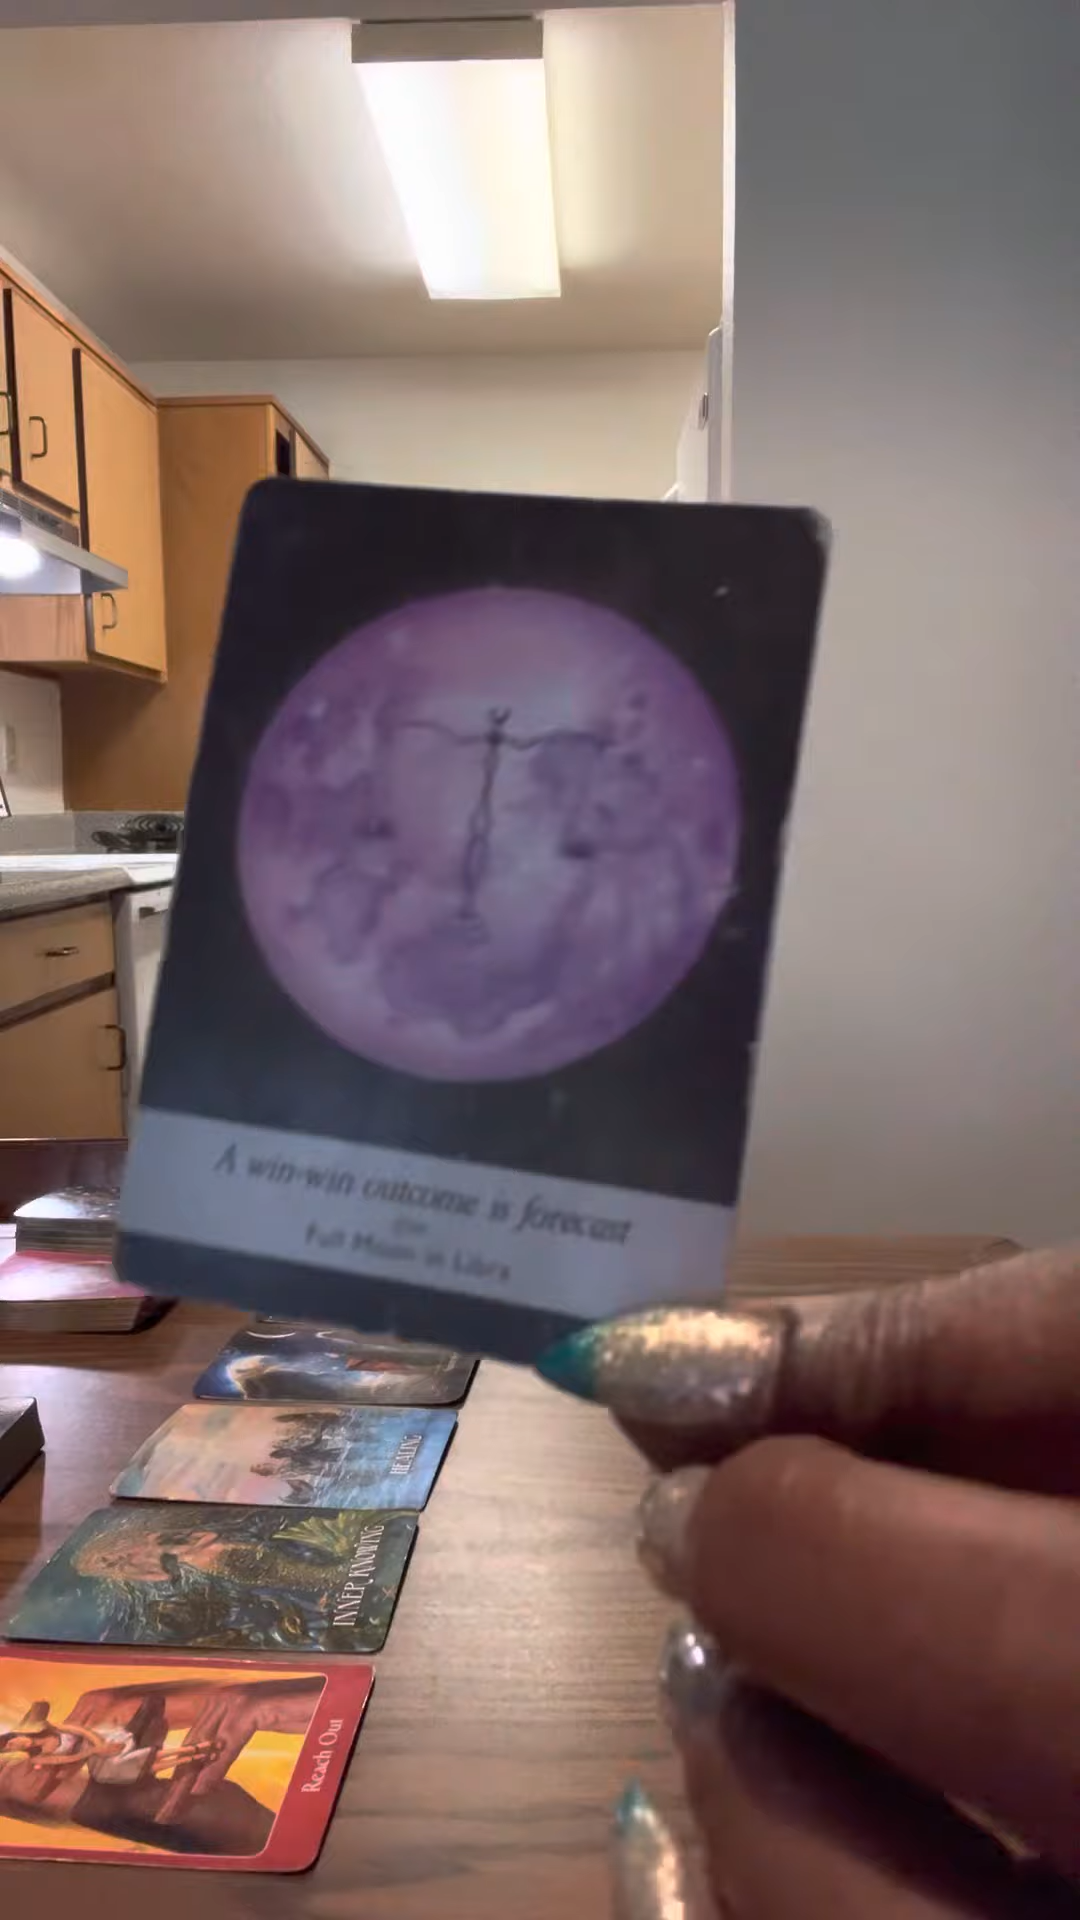 A win-win outcome is forecast
Full Moon in Libra
HEALING
INNER KNOWING
Reach Out